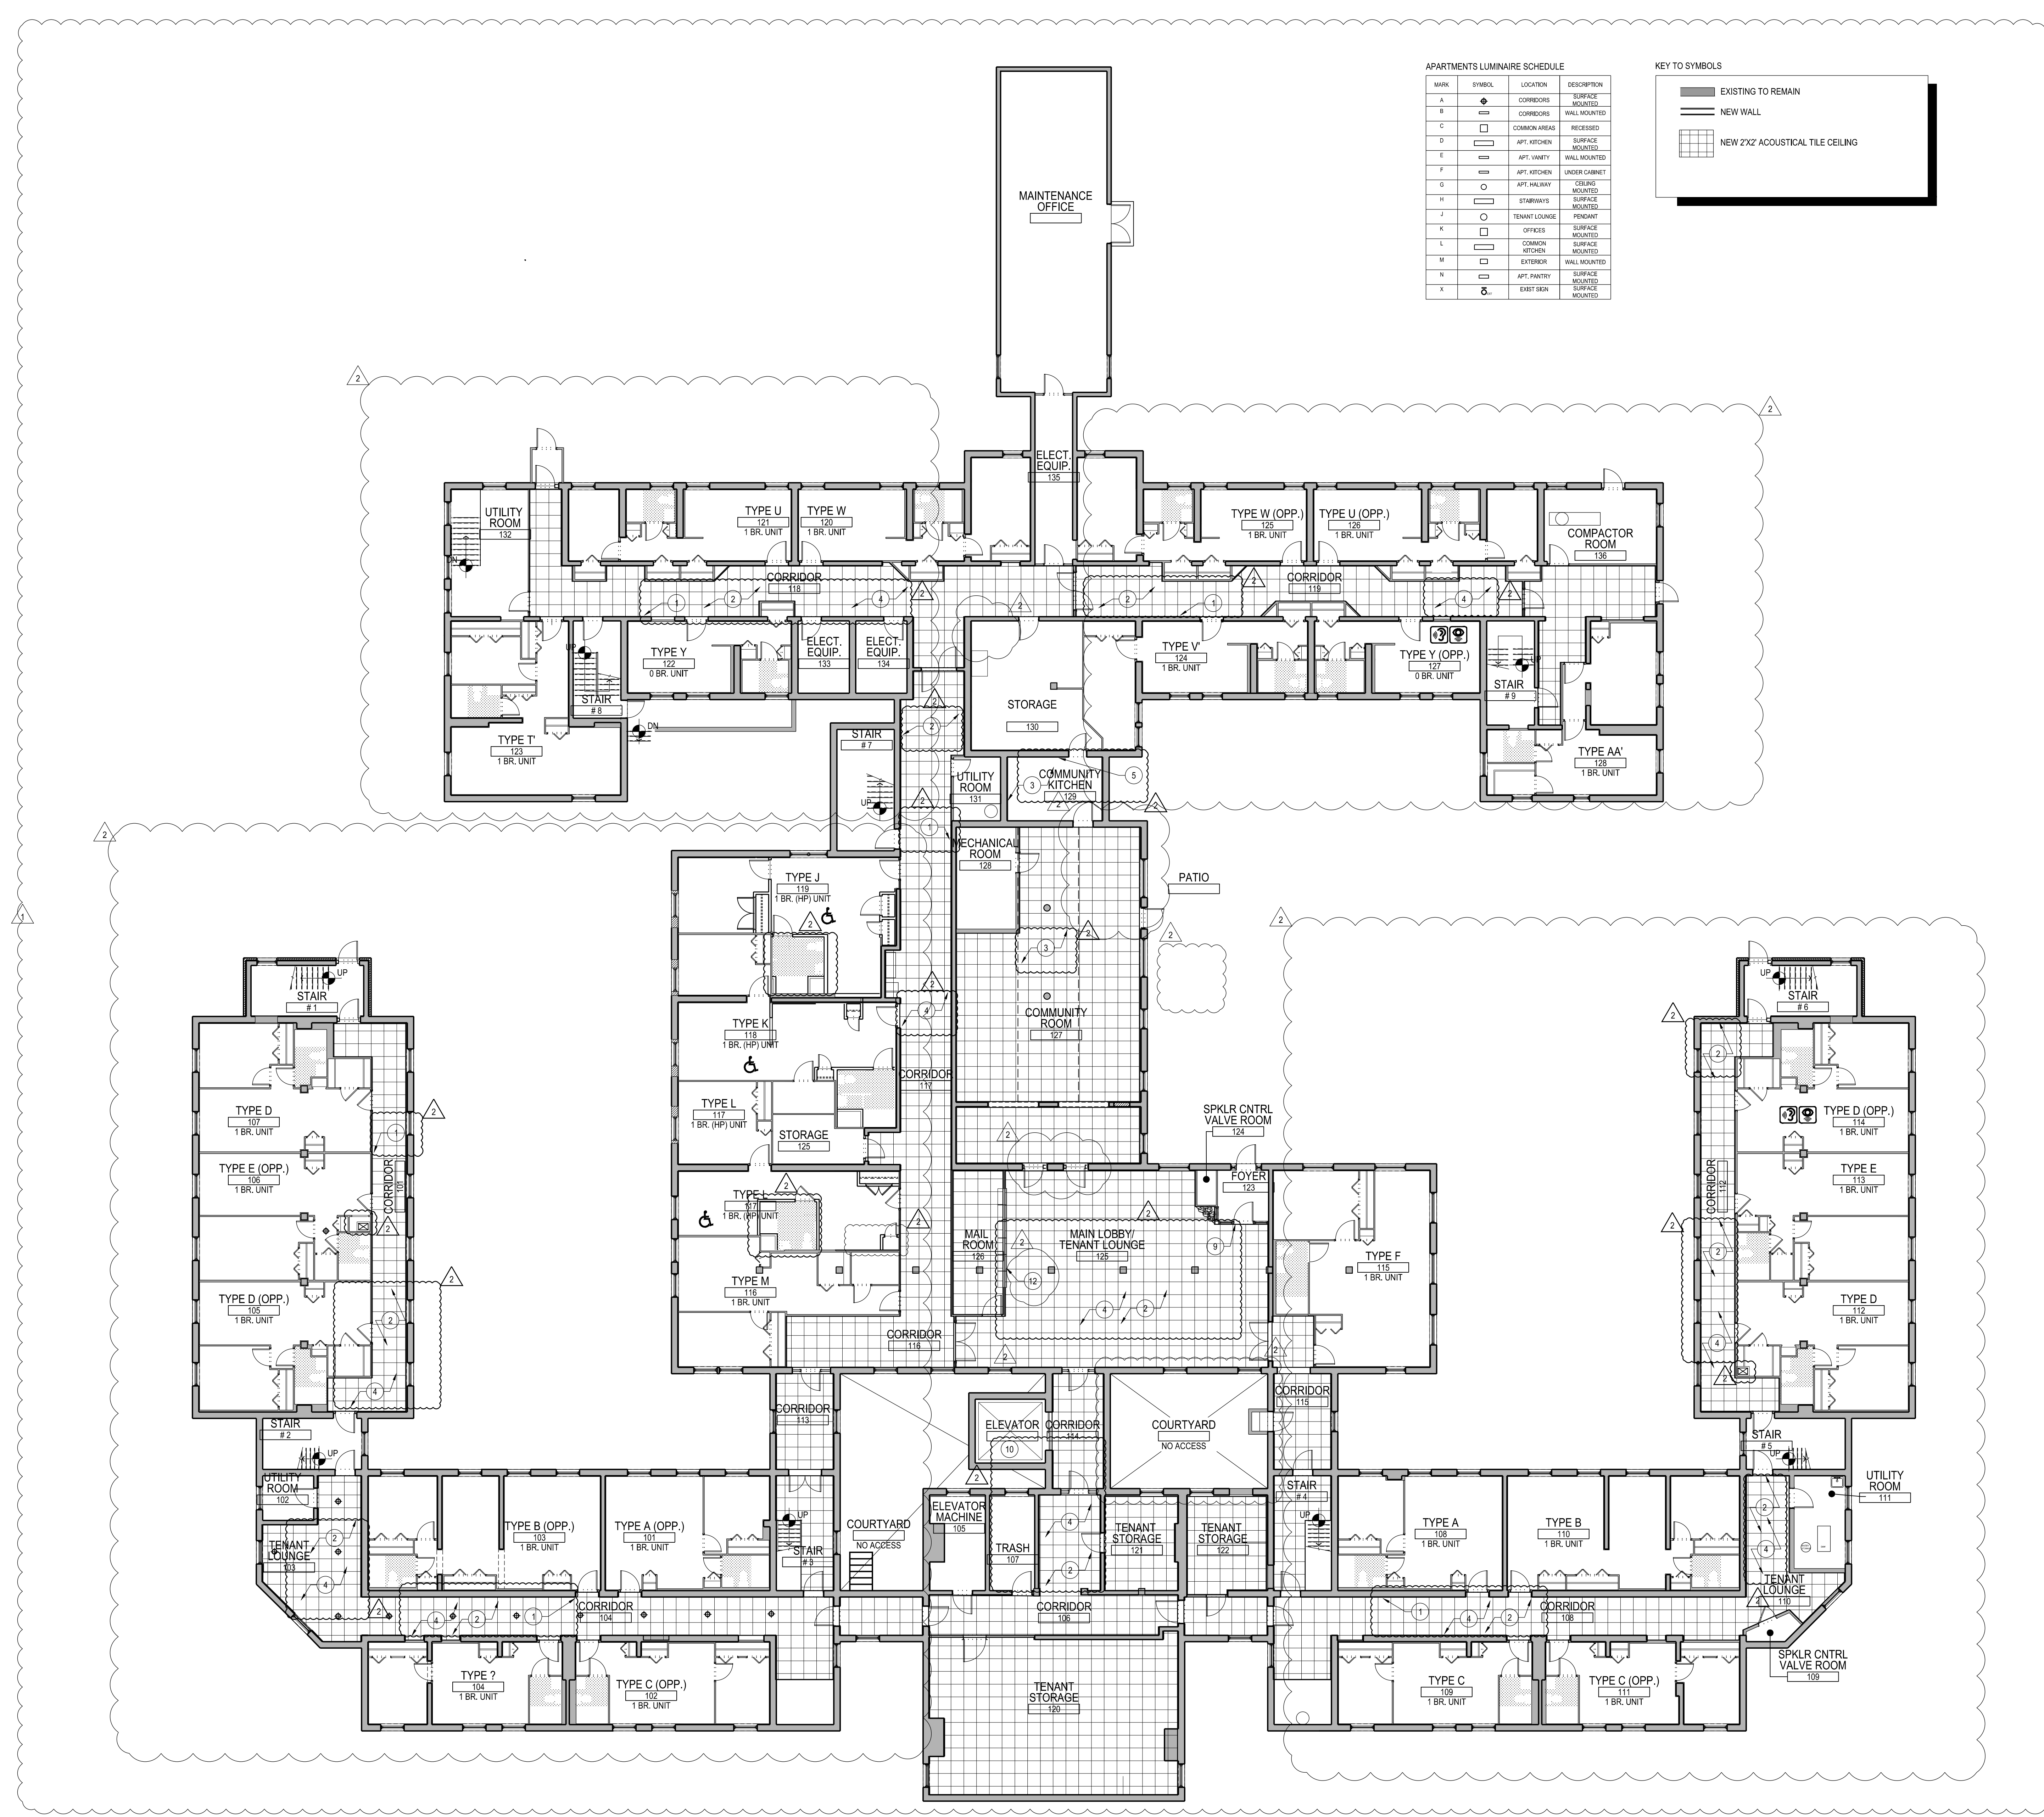 APARTMENTS LUMINAIRE SCHEDULE
MARK SYMBOL LOCATION DESCRIPTION
A CORRIDORS SURFACE MOUNTED
B CORRIDORS WALL MOUNTED
C COMMON AREAS RECESSED
D APT. KITCHEN SURFACE MOUNTED
E APT. VANITY WALL MOUNTED
F APT. KITCHEN UNDER CABINET
G APT. HALWAY CEILING MOUNTED
H STAIRWAYS SURFACE MOUNTED
J TENANT LOUNGE PENDANT
K OFFICES SURFACE MOUNTED
L COMMON KITCHEN SURFACE MOUNTED
M EXTERIOR WALL MOUNTED
N APT. PANTRY SURFACE MOUNTED
X EXIST SIGN SURFACE MOUNTED
KEY TO SYMBOLS
EXISTING TO REMAIN
NEW WALL
NEW 2'X2' ACOUSTICAL TILE CEILING
MAINTENANCE
OFFICE
ELECT.
EQUIP.
135
UTILITY
ROOM
132
DN
TYPE U
121
1 BR. UNIT
TYPE W
120
1 BR. UNIT
TYPE W (OPP.)
125
1 BR. UNIT
TYPE U (OPP.)
126
1 BR. UNIT
COMPACTOR
ROOM
136
CORRIDOR
118
CORRIDOR
119
TYPE Y
122
0 BR. UNIT
ELECT.
EQUIP.
133
ELECT.
EQUIP.
134
UP
STAIR
# 8
DN
TYPE T'
123
1 BR. UNIT
STORAGE
130
TYPE V'
124
1 BR. UNIT
TYPE Y (OPP.)
127
0 BR. UNIT
UP
STAIR
# 9
TYPE AA'
128
1 BR. UNIT
STAIR
# 7
UP
UTILITY
ROOM
131
COMMUNITY
KITCHEN
129
MECHANICAL
ROOM
128
PATIO
TYPE J
119
1 BR. (HP) UNIT
TYPE K
118
1 BR. (HP) UNIT
COMMUNITY
ROOM
127
CORRIDOR
117
TYPE L
117
1 BR. (HP) UNIT
STORAGE
125
SPKLR CNTRL
VALVE ROOM
124
FOYER
123
117
1 BR. (HP) UNIT
MAIL
ROOM
126
MAIN LOBBY/
TENANT LOUNGE
125
TYPE F
115
1 BR. UNIT
TYPE M
116
1 BR. UNIT
CORRIDOR
116
UP
STAIR
# 1
TYPE D
107
1 BR. UNIT
TYPE E (OPP.)
106
1 BR. UNIT
CORRIDOR
101
TYPE D (OPP.)
105
1 BR. UNIT
STAIR
# 2
UP
UP
STAIR
# 6
TYPE D (OPP.)
114
1 BR. UNIT
TYPE E
113
1 BR. UNIT
CORRIDOR
112
TYPE D
112
1 BR. UNIT
STAIR
# 5
UP
UTILITY
ROOM
111
CORRIDOR
113
ELEVATOR
10
CORRIDOR
114
COURTYARD
NO ACCESS
CORRIDOR
115
UTILITY
ROOM
102
TENANT
LOUNGE
103
TYPE B (OPP.)
103
1 BR. UNIT
TYPE A (OPP.)
101
1 BR. UNIT
UP
STAIR
# 3
COURTYARD
NO ACCESS
ELEVATOR
MACHINE
105
TRASH
107
TENANT
STORAGE
121
TENANT
STORAGE
122
STAIR
# 4
UP
TYPE A
108
1 BR. UNIT
TYPE B
110
1 BR. UNIT
TENANT
LOUNGE
110
CORRIDOR
104
CORRIDOR
106
CORRIDOR
108
SPKLR CNTRL
VALVE ROOM
109
TYPE ?
104
1 BR. UNIT
TYPE C (OPP.)
102
1 BR. UNIT
TENANT
STORAGE
120
TYPE C
109
1 BR. UNIT
TYPE C (OPP.)
111
1 BR. UNIT